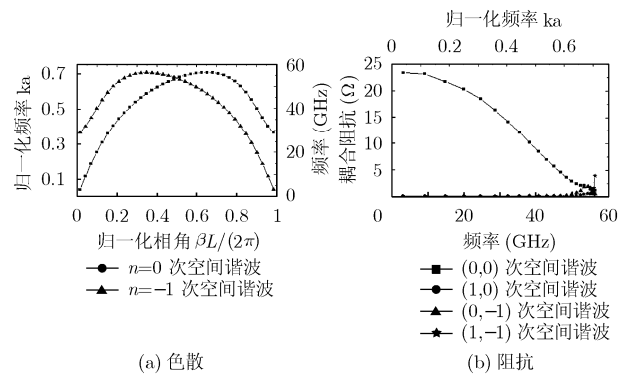 归一化频率 ka
0 0.2 0.4 0.6
0.7
0.5
0.3
0.1
归一化频率 ka
60
40
20
0
频率 (GHz)
0 0.2 0.4 0.6 0.8 1
归一化相角 βL/(2π)
n=0 次空间谐波
n=-1 次空间谐波
(a) 色散
25
20
15
10
5
耦合阻抗 (Ω)
0 20 40 60
频率 (GHz)
(0,0) 次空间谐波
(1,0) 次空间谐波
(0,-1) 次空间谐波
(1,-1) 次空间谐波
(b) 阻抗